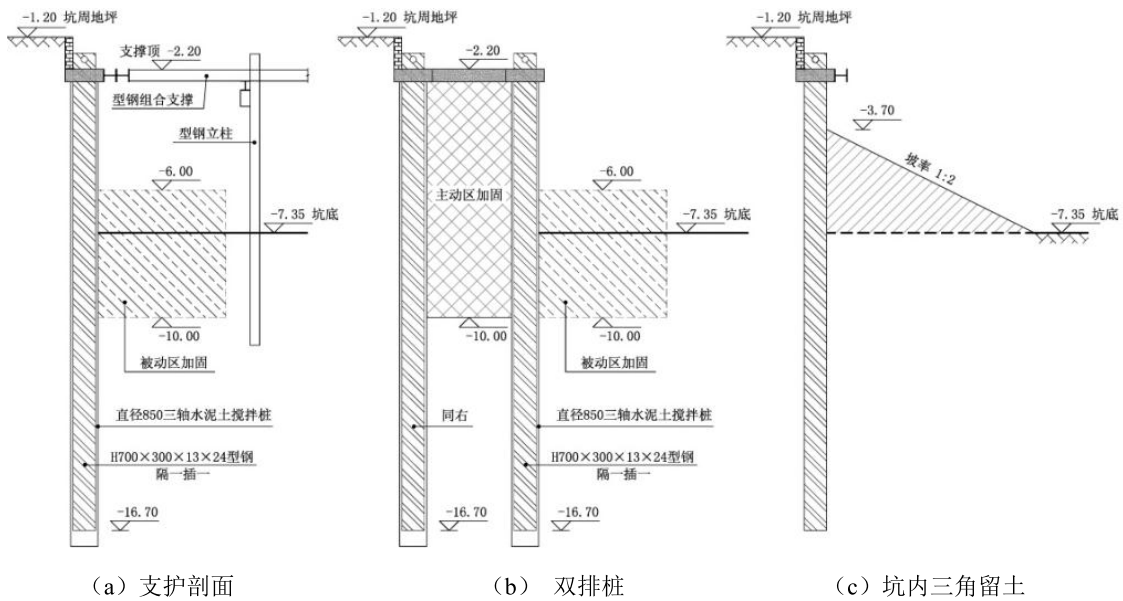 -1.20 坑周地坪
支撑顶 -2.20
型钢组合支撑
型钢立柱
-6.00
-7.35 坑底
-10.00
被动区加固
直径850三轴水泥土搅拌桩
H700×300×13×24型钢
隔一插一
-16.70
(a)支护剖面
-1.20 坑周地坪
-2.20
主动区加固
-6.00
-7.35 坑底
-10.00
-10.00
被动区加固
同右
直径850三轴水泥土搅拌桩
H700×300×13×24型钢
隔一插一
-16.70
-16.70
(b) 双排桩
-1.20 坑周地坪
-3.70
坡率 1:2
-7.35 坑底
(c)坑内三角留土